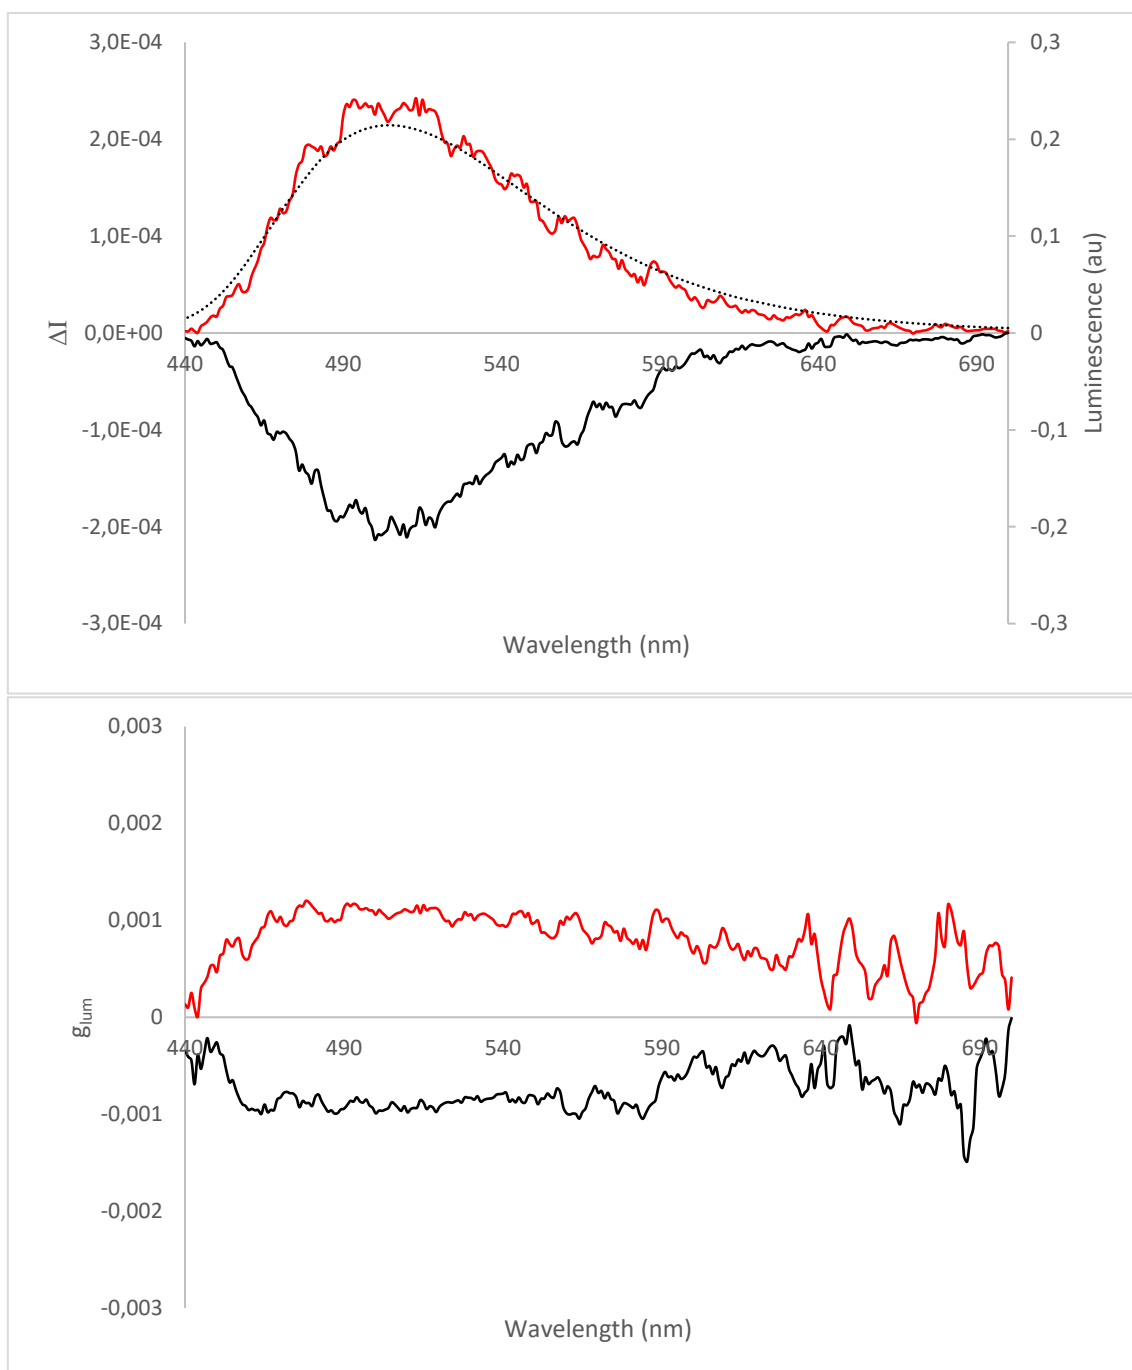 3,0E-04
2,0E-04
1,0E-04
0,0E+00
-1,0E-04
-2,0E-04
-3,0E-04
ΔI
440 490 540 590 640 690
Wavelength (nm)
0,3
0,2
0,1
0
-0,1
-0,2
-0,3
Luminescence (au)
0,003
0,002
0,001
0
-0,001
-0,002
-0,003
glum
440 490 540 590 640 690
Wavelength (nm)